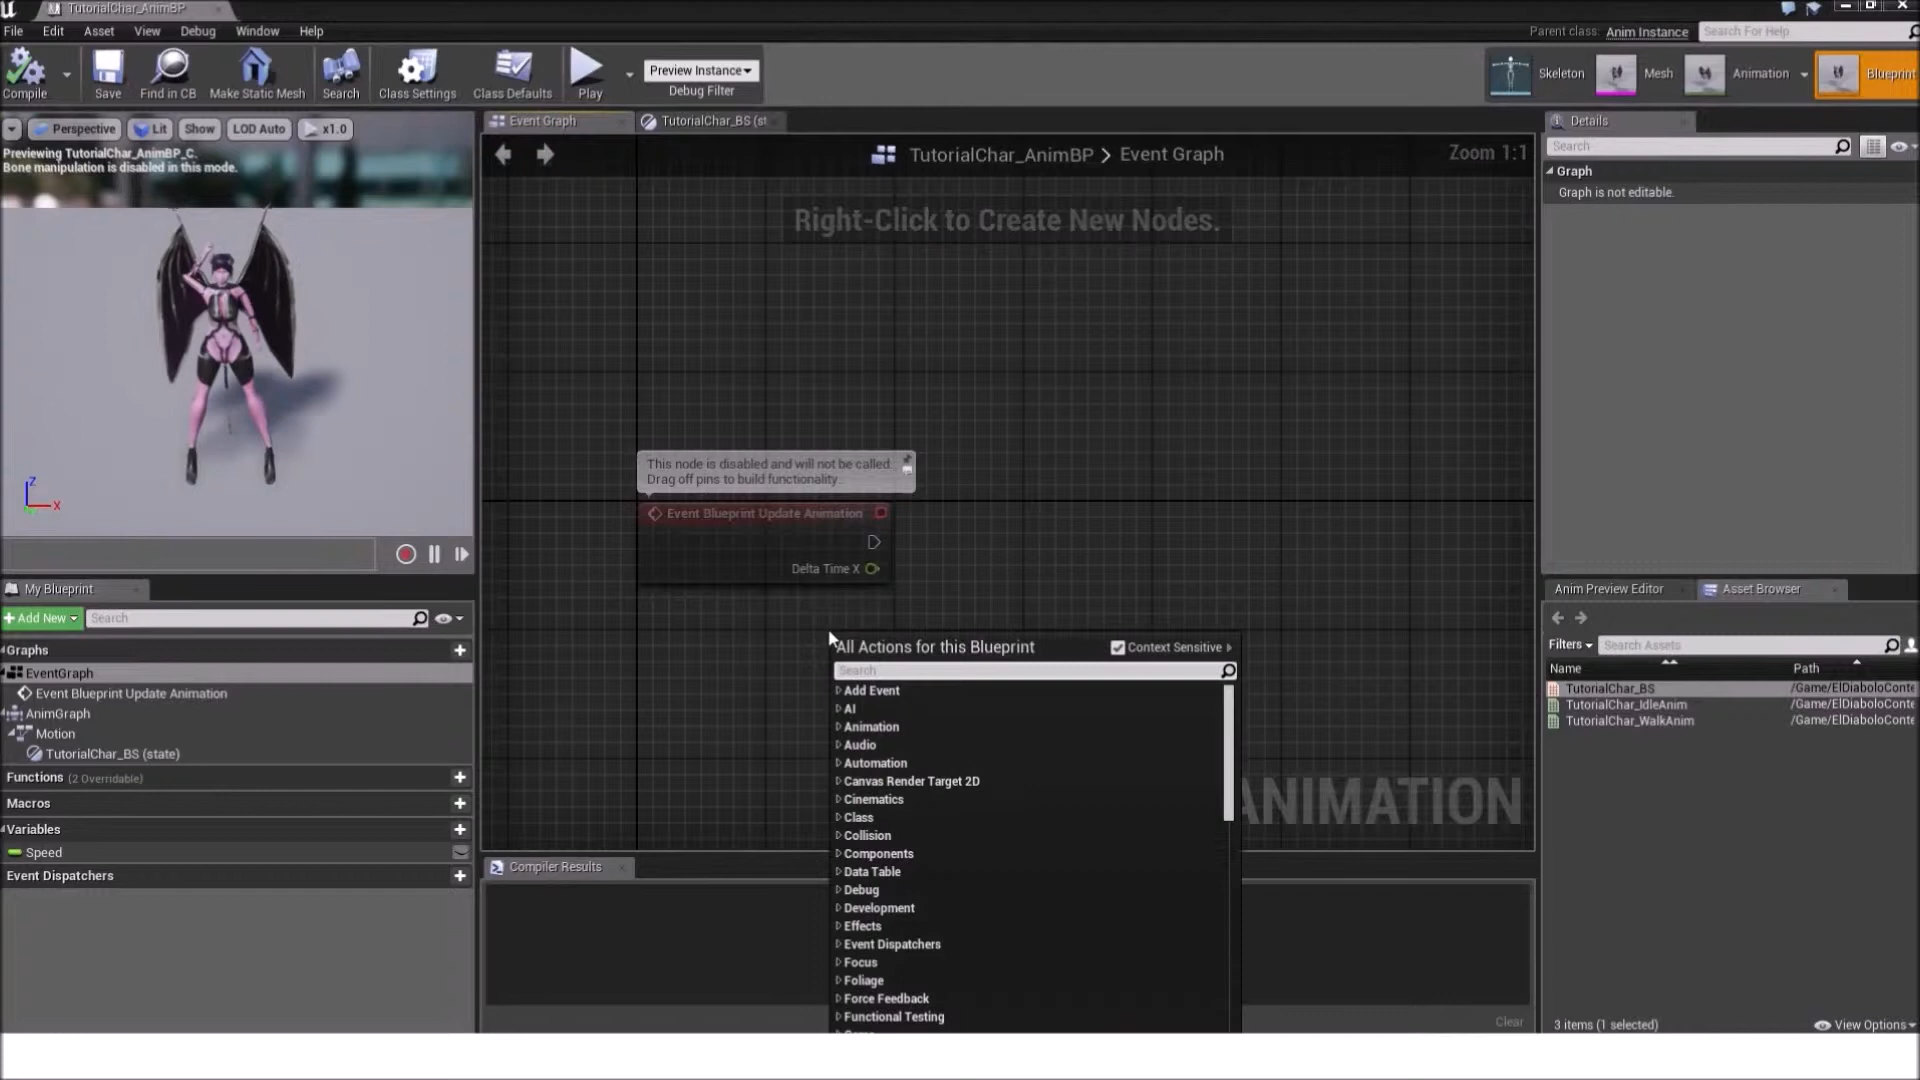 TutorialChar_AnimBP
File Edit Asset View Debug Window Help
Parent class: Anim Instance
Search For Help
Compile
Save
Find in CB
Make Static Mesh
Search
Class Settings
Class Defaults
Play
Preview Instance
Debug Filter
Skeleton
Mesh
Animation
Blueprint
Perspective
Lit
Show
LOD Auto
x1.0
Previewing TutorialChar_AnimBP_C.
Bone manipulation is disabled in this mode.
Z
X
Event Graph
TutorialChar_BS (st
TutorialChar_AnimBP > Event Graph
Zoom 1:1
Right-Click to Create New Nodes.
This node is disabled and will not be called.
Drag off pins to build functionality.
Event Blueprint Update Animation
Delta Time X
ANIMATION
All Actions for this Blueprint
Context Sensitive
Search
Add Event
AI
Animation
Audio
Automation
Canvas Render Target 2D
Cinematics
Class
Collision
Components
Data Table
Debug
Development
Effects
Event Dispatchers
Focus
Foliage
Force Feedback
Functional Testing
Compiler Results
Clear
My Blueprint
+Add New
Search
Graphs
EventGraph
Event Blueprint Update Animation
AnimGraph
Motion
TutorialChar_BS (state)
Functions (2 Overridable)
Macros
Variables
Speed
Event Dispatchers
Details
Search
Graph
Graph is not editable.
Anim Preview Editor
Asset Browser
Filters
Search Assets
Name
Path
TutorialChar_BS /Game/ElDiaboloConte
TutorialChar_IdleAnim /Game/ElDiaboloConte
TutorialChar_WalkAnim /Game/ElDiaboloConte
3 items (1 selected)
View Options